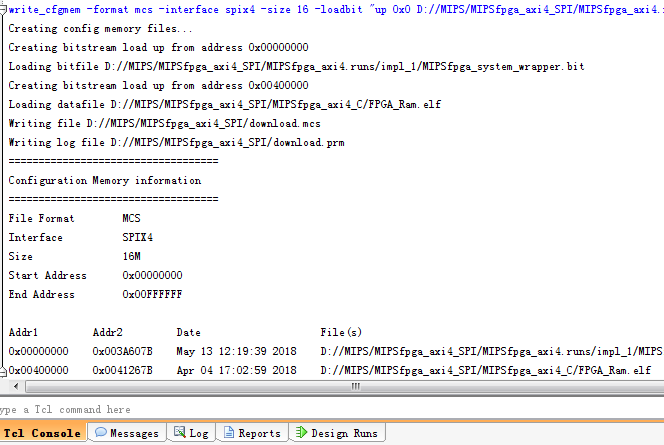 write_cfgmem -format mcs -interface spix4 -size 16 -loadbit "up 0x0 D://MIPS/MIPSfpga_axi4_SPI/MIPSfpga_axi4.
Creating config memory files...
Creating bitstream load up from address 0x00000000
Loading bitfile D://MIPS/MIPSfpga_axi4_SPI/MIPSfpga_axi4.runs/impl_1/MIPSfpga_system_wrapper.bit
Creating bitstream load up from address 0x00400000
Loading datafile D://MIPS/MIPSfpga_axi4_SPI/MIPSfpga_axi4_C/FPGA_Ram.elf
Writing file D://MIPS/MIPSfpga_axi4_SPI/download.mcs
Writing log file D://MIPS/MIPSfpga_axi4_SPI/download.prm
===================================
Configuration Memory information
===================================
File Format MCS
Interface SPIX4
Size 16M
Start Address 0x00000000
End Address 0x00FFFFFF
Addr1 Addr2 Date File(s)
0x00000000 0x003A607B May 13 12:19:39 2018 D://MIPS/MIPSfpga_axi4_SPI/MIPSfpga_axi4.runs/impl_1/MIPS
0x00400000 0x0041267B Apr 04 17:02:59 2018 D://MIPS/MIPSfpga_axi4_SPI/MIPSfpga_axi4_C/FPGA_Ram.elf
ype a Tcl command here
Tcl Console Messages Log Reports Design Runs